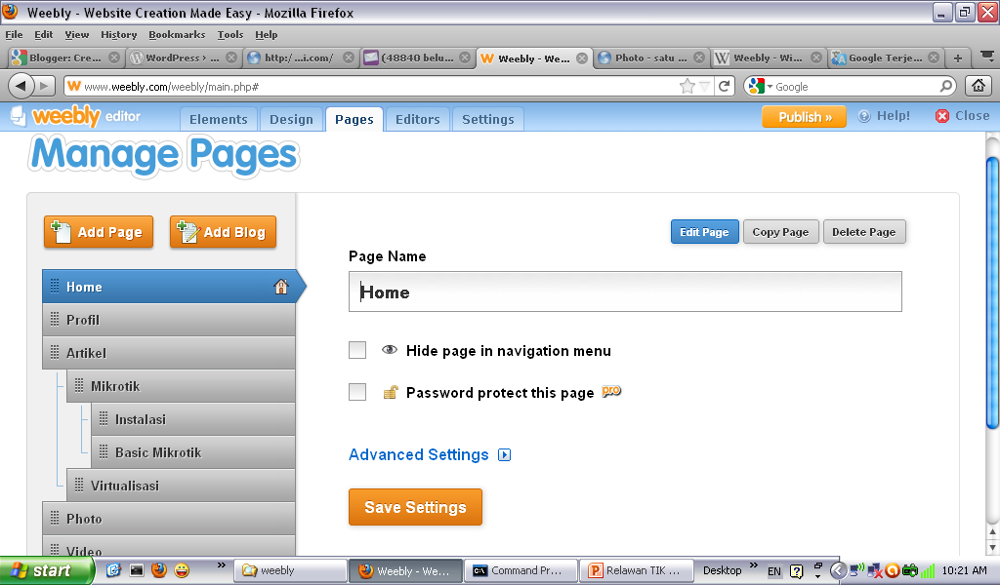 Weebly - Website Creation Made Easy - Mozilla Firefox
File Edit View History Bookmarks Tools Help
Blogger: Cre... WordPress › ... http:/...i.com/ (48840 belu... Weebly - We... Photo - satu ... Weebly - Wi... Google Terje...
www.weebly.com/weebly/main.php# Google
weebly editor Elements Design Pages Editors Settings Publish » Help! Close
Manage Pages
Add Page Add Blog
Edit Page Copy Page Delete Page
Page Name
Home
Home
Profil
Artikel
Mikrotik
Instalasi
Basic Mikrotik
Virtualisasi
Photo
Video
Hide page in navigation menu
Password protect this page pro
Advanced Settings
Save Settings
start weebly Weebly - We... Command Pr... Relawan TIK ... Desktop EN 10:21 AM